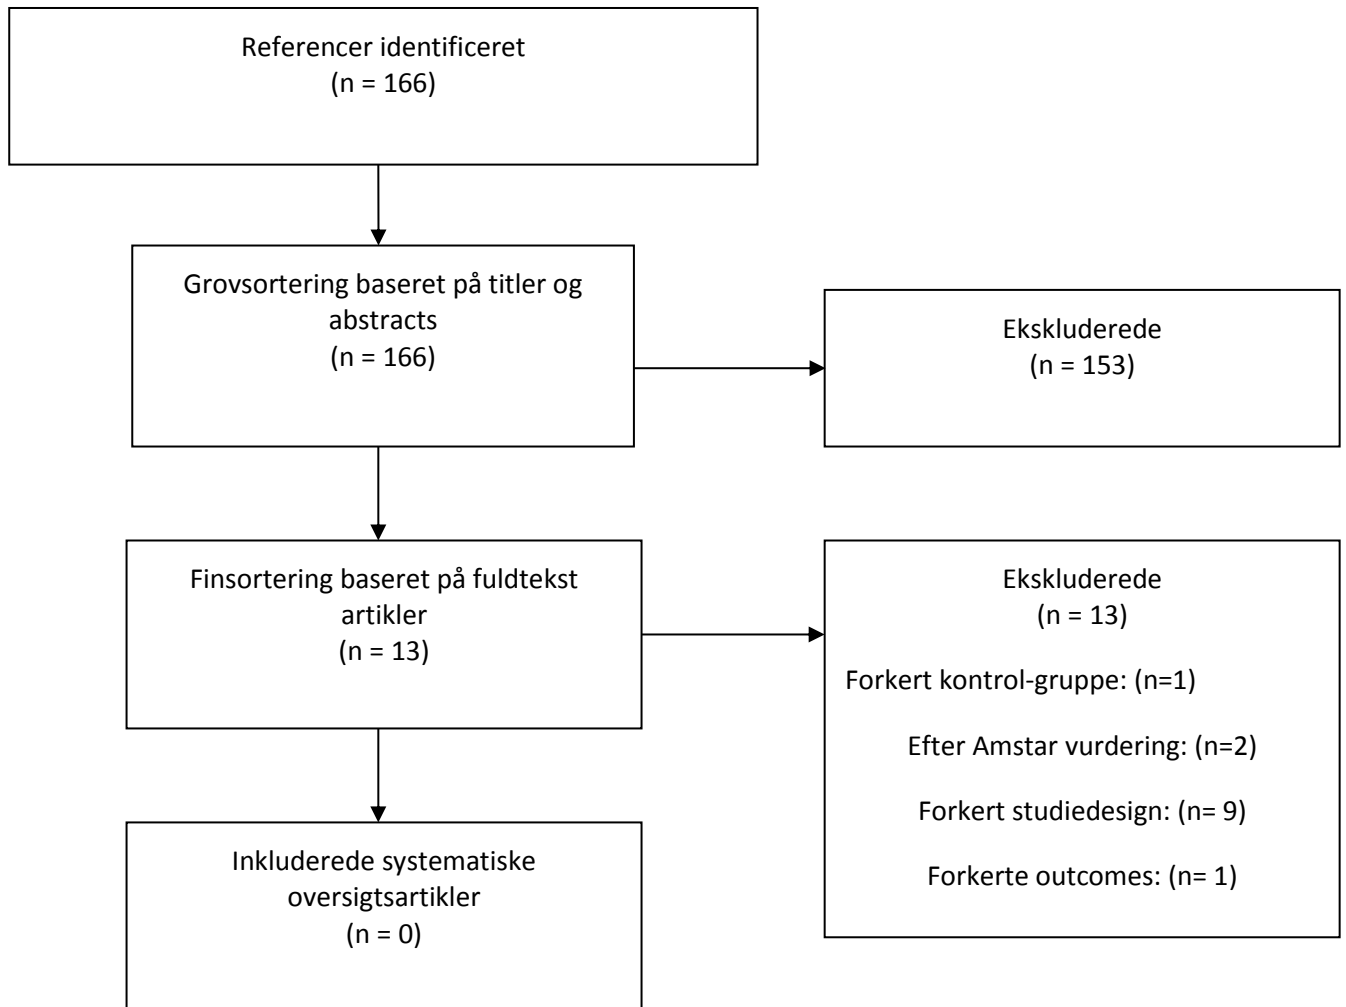 Referencer identificeret
(n = 166)
Grovsortering baseret på titler og
abstracts
(n = 166)
Ekskluderede
(n = 153)
Finsortering baseret på fuldtekst
artikler
(n = 13)
Ekskluderede
(n = 13)
Forkert kontrol-gruppe: (n=1)
Efter Amstar vurdering: (n=2)
Forkert studiedesign: (n= 9)
Forkerte outcomes: (n= 1)
Inkluderede systematiske
oversigtsartikler
(n = 0)